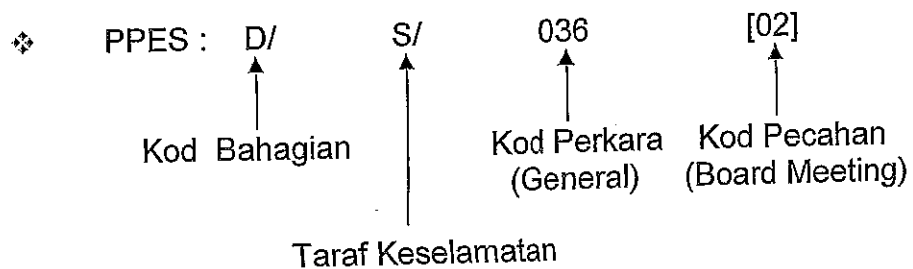 ❖ PPES : D/ S/ 036 [02]
Kod Bahagian Kod Perkara Kod Pecahan
(General) (Board Meeting)
Taraf Keselamatan